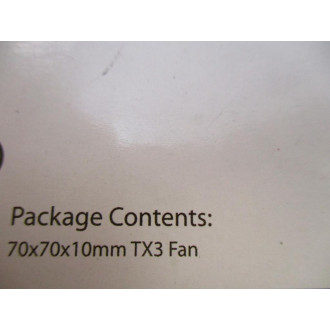 Package Contents:
70x70x10mm TX3 Fan